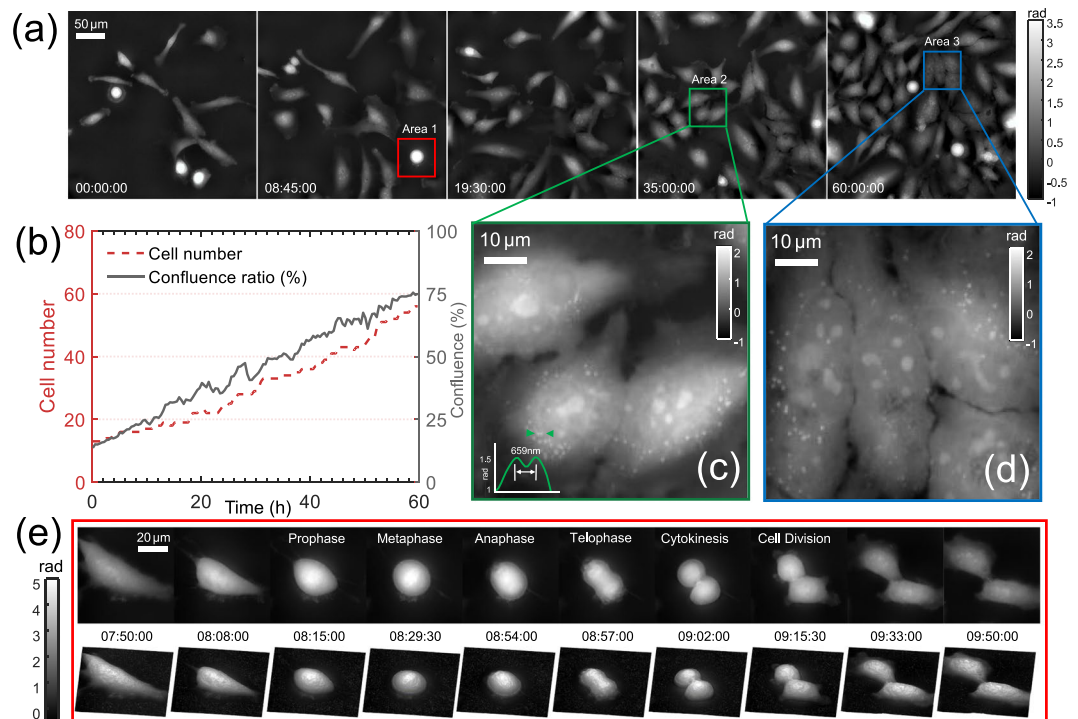 (a)
50 µm
Area 1
Area 2
Area 3
00:00:00
08:45:00
19:30:00
35:00:00
60:00:00
rad
3.5
3
2.5
2
1.5
1
0
-0.5
-1
(b)
80
60
40
20
0
Cell number
Cell number
Confluence ratio (%)
100
75
50
25
0
Confluence (%)
0
20
40
60
Time (h)
10 µm
rad
2
1
0
-1
659nm
1.5
rad
1
(c)
10 µm
rad
2
1
0
-1
(d)
(e)
rad
5
4
3
2
1
0
20 µm
Prophase
Metaphase
Anaphase
Telophase
Cytokinesis
Cell Division
07:50:00
08:08:00
08:15:00
08:29:30
08:54:00
08:57:00
09:02:00
09:15:30
09:33:00
09:50:00